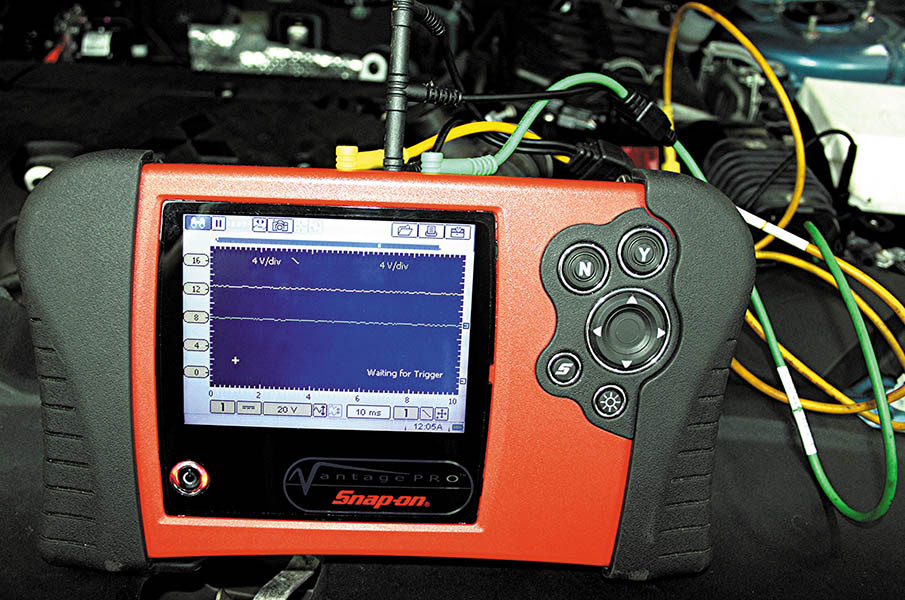 4 V/div 4 V/div
16
12
8
4
0
Waiting for Trigger
0 2 4 6 8 10
1 20 V 10 ms 1
12:05A
N Y
S
VantagePRO
Snap-on®